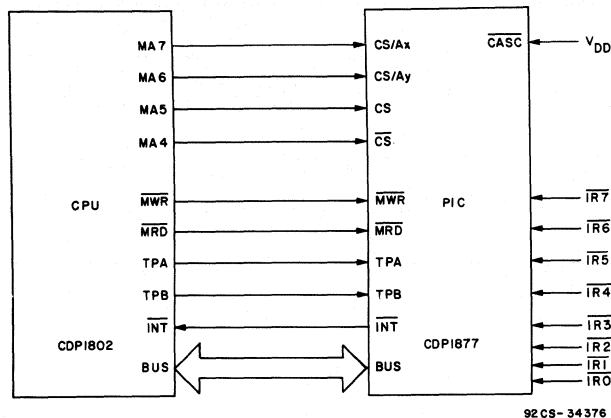 MA7 CS/Ax CASC VDD
MA6 CS/Ay
MA5 CS
MA4 CS
CPU MWR MWR PIC IR7
MRD MRD IR6
TPA TPA IR5
TPB TPB IR4
INT INT IR3
CDP1802 CDP1877 IR2
BUS BUS IR1
IR0
92CS-34376